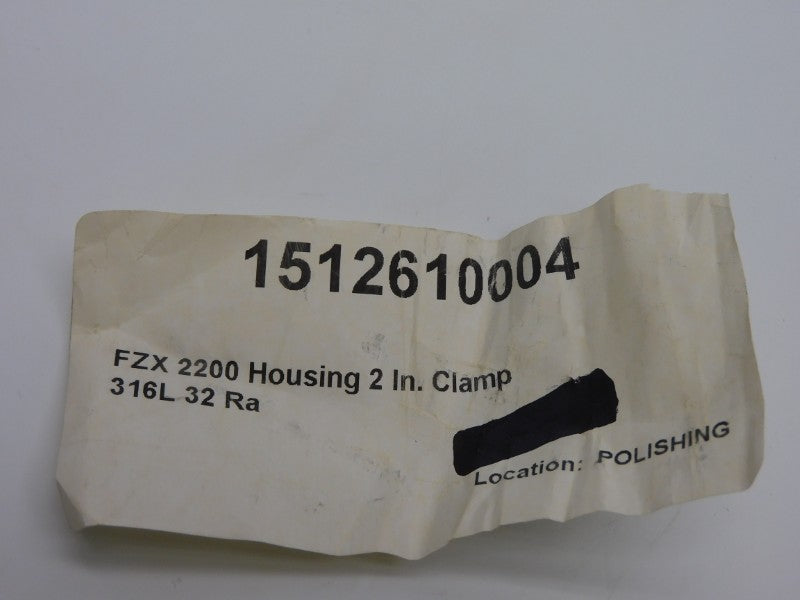 1512610004
FZX 2200 Housing 2 In. Clamp
316L 32 Ra
Location: POLISHING